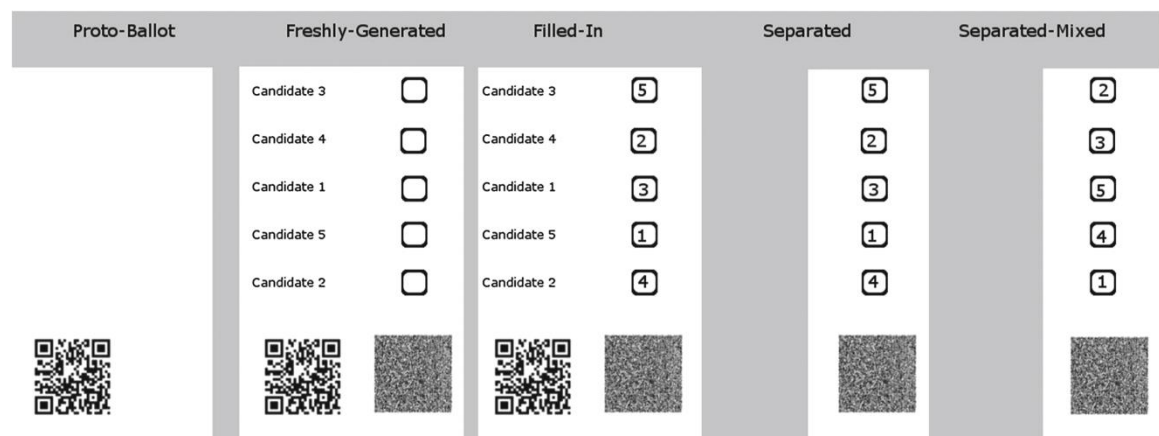 Proto-Ballot Freshly-Generated Filled-In Separated Separated-Mixed
Candidate 3 Candidate 3 5 5 2
Candidate 4 Candidate 4 2 2 3
Candidate 1 Candidate 1 3 3 5
Candidate 5 Candidate 5 1 1 4
Candidate 2 Candidate 2 4 4 1